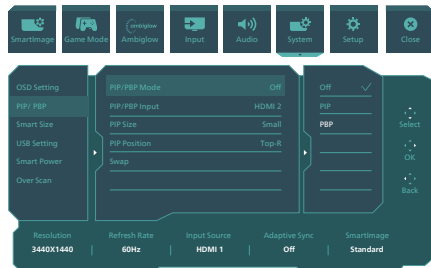 ambiglow
SmartImage Game Mode Ambiglow Input Audio System Setup Close
OSD Setting PIP/PBP Mode Off Off
PIP/ PBP PIP/PBP Input HDMI 2 PIP
Smart Size PIP Size Small PBP Select
USB Setting PIP Position Top-R
Smart Power Swap OK
Over Scan Back
Resolution Refresh Rate Input Source Adaptive Sync SmartImage
3440X1440 | 60Hz | HDMI 1 | Off | Standard